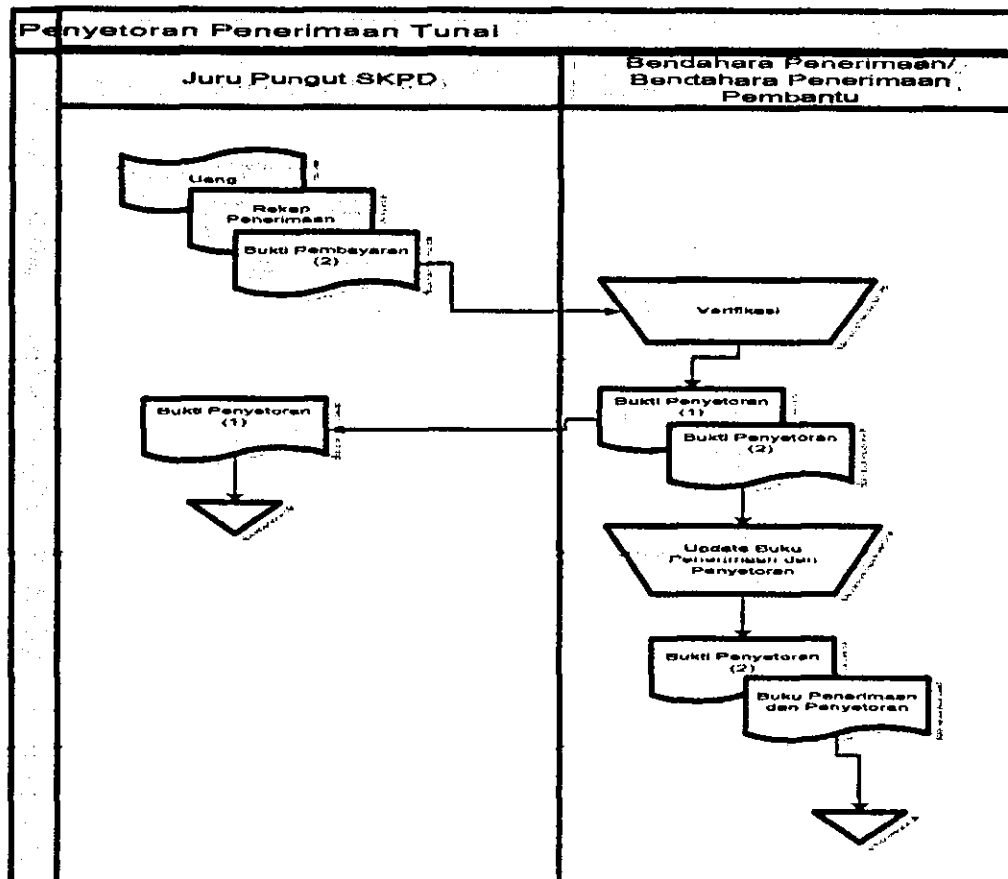 Penyetoran Penerimaan Tunai
Juru Pungut SKPD
Bendahara Penerimaan/
Bendahara Penerimaan
Pembantu
Uang
Rekap
Penerimaan
Bukti Pembayaran
(2)
Verifikasi
Bukti Penyetoran
(1)
Bukti Penyetoran
(1)
Bukti Penyetoran
(2)
Update Buku
Penerimaan dan
Penyetoran
Bukti Penyetoran
(2)
Buku Penerimaan
dan Penyetoran